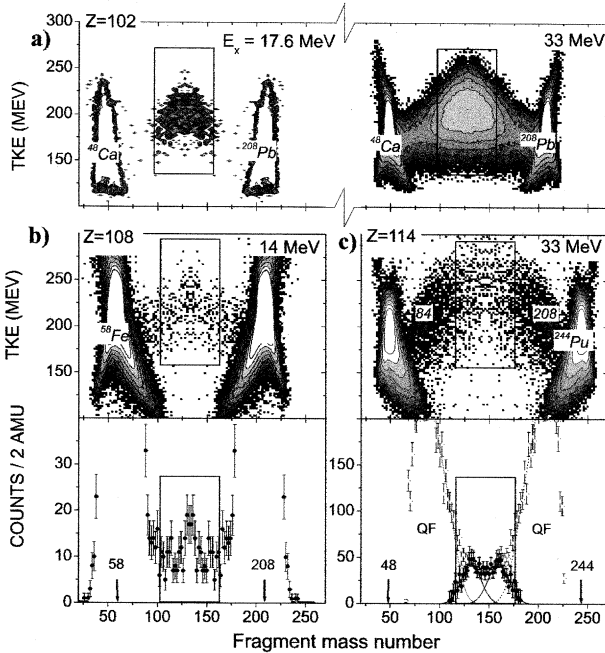 a) Z=102 E_x = 17.6 MeV 33 MeV
TKE (MEV)
300
250
200
150
48Ca 208Pb 48Ca 208Pb
b) Z=108 14 MeV c) Z=114 33 MeV
TKE (MEV)
250
200
150
58Fe 84 208 244Pu
COUNTS / 2 AMU
30
20
10
0
58 208
150
100
50
0
QF QF
48 244
50 100 150 200 250 50 100 150 200 250
Fragment mass number